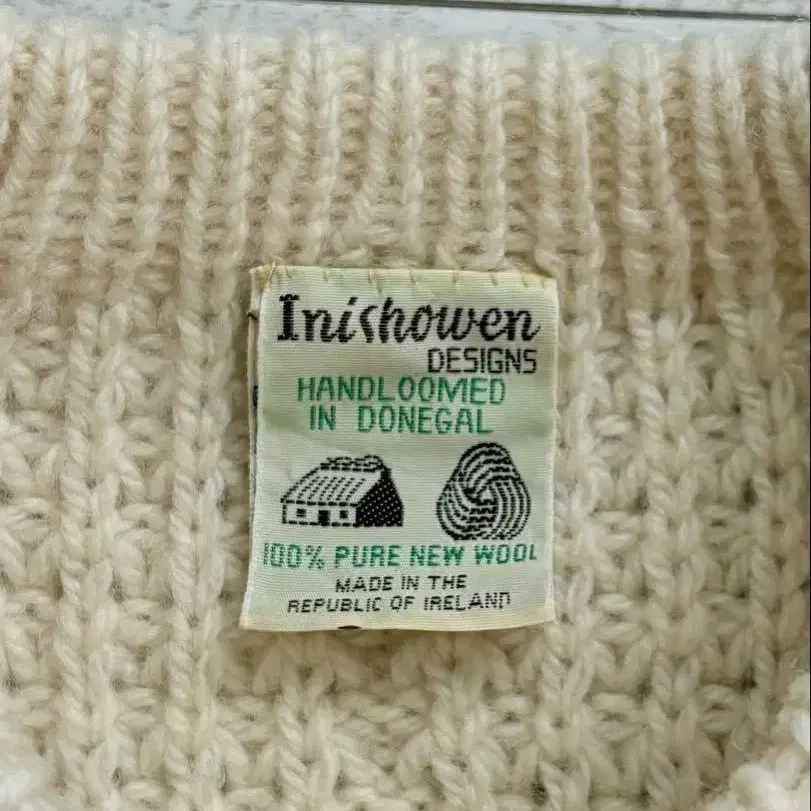 Inishowen
DESIGNS
HANDLOOMED
IN DONEGAL
100% PURE NEW WOOL
MADE IN THE
REPUBLIC OF IRELAND